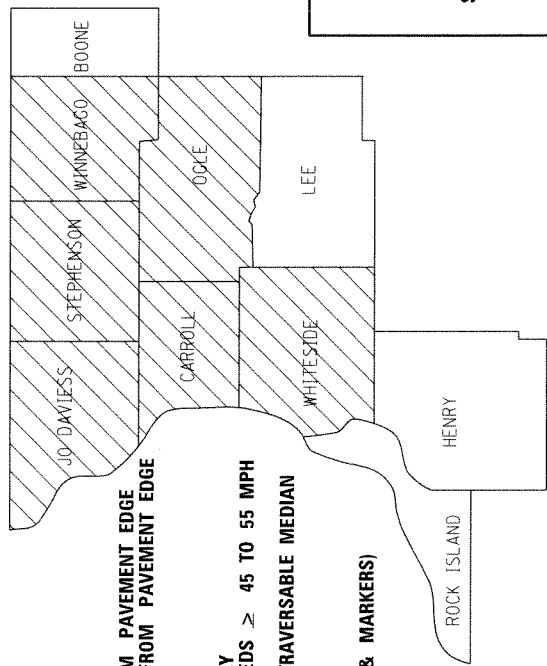 BOONE
WINNEBAGO
STEPHENSON
JO DAVIESS
OGLE
CARROLL
LEE
WHITESIDE
HENRY
ROCK ISLAND
PAVEMENT EDGE
FROM PAVEMENT EDGE
≥ 45 TO 55 MPH
TRAVERSABLE MEDIAN
& MARKERS)